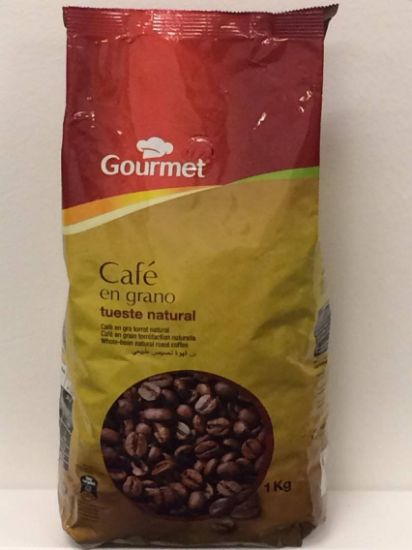 Gourmet
Café
en grano
tueste natural
Cafè en gra torrat natural
Café en grain torréfaction naturelle
Whole-bean natural roast coffee
1 Kg